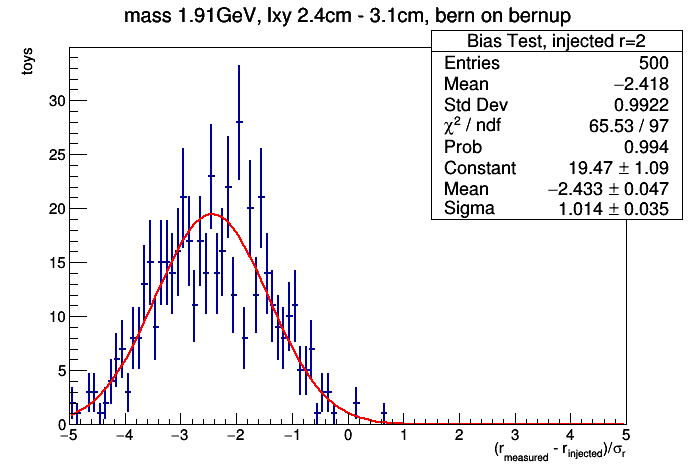 mass 1.91GeV, lxy 2.4cm - 3.1cm, bern on bernup
Bias Test, injected r=2
Entries 500
Mean −2.418
Std Dev 0.9922
χ² / ndf 65.53 / 97
Prob 0.994
Constant 19.47 ± 1.09
Mean −2.433 ± 0.047
Sigma 1.014 ± 0.035
toys
30
25
20
15
10
5
0
−5 −4 −3 −2 −1 0 1 2 3 4 5
(r_measured - r_injected)/σ_r